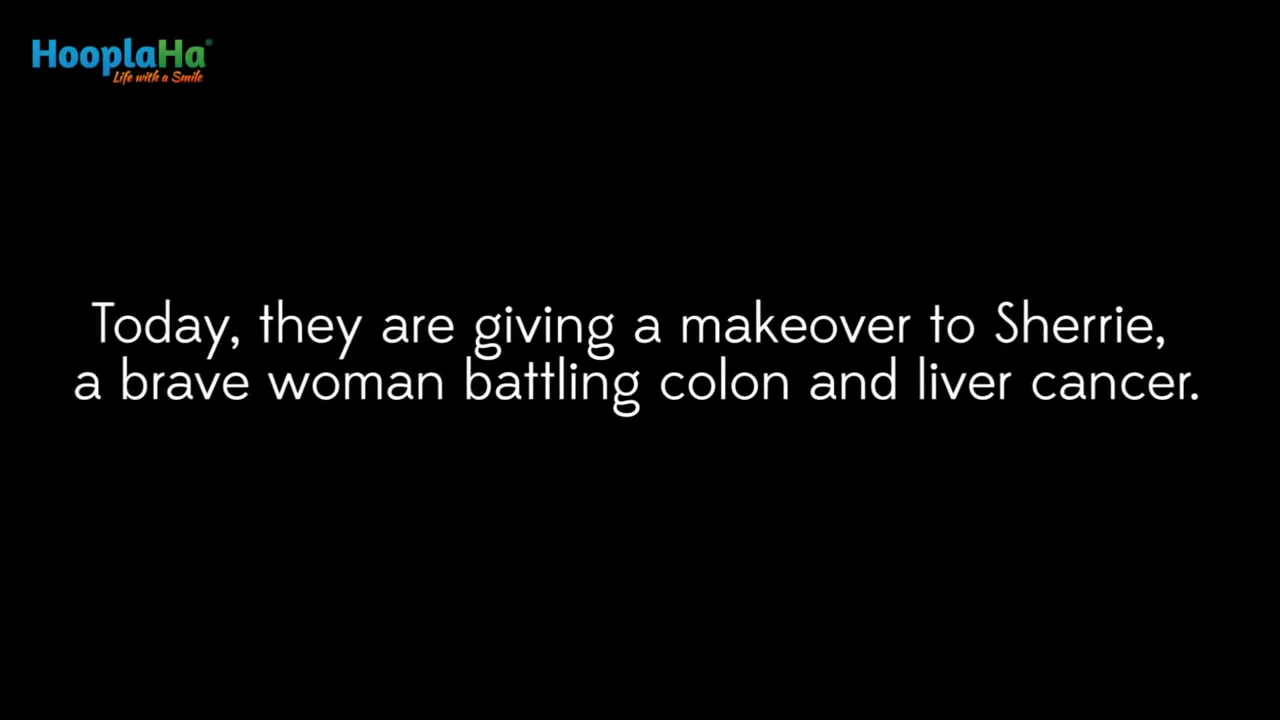 HooplaHa®
Life with a Smile
Today, they are giving a makeover to Sherrie,
a brave woman battling colon and liver cancer.